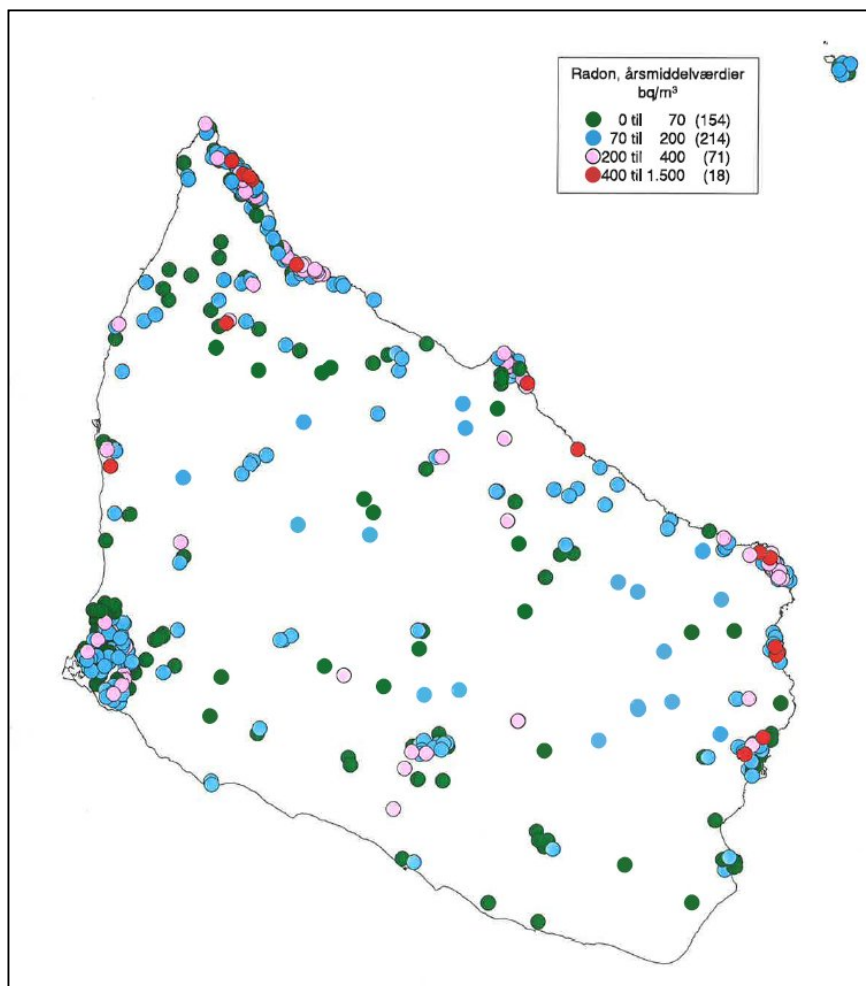 Radon, årsmiddelværdier
bq/m³
0 til 70 (154)
70 til 200 (214)
200 til 400 (71)
400 til 1.500 (18)